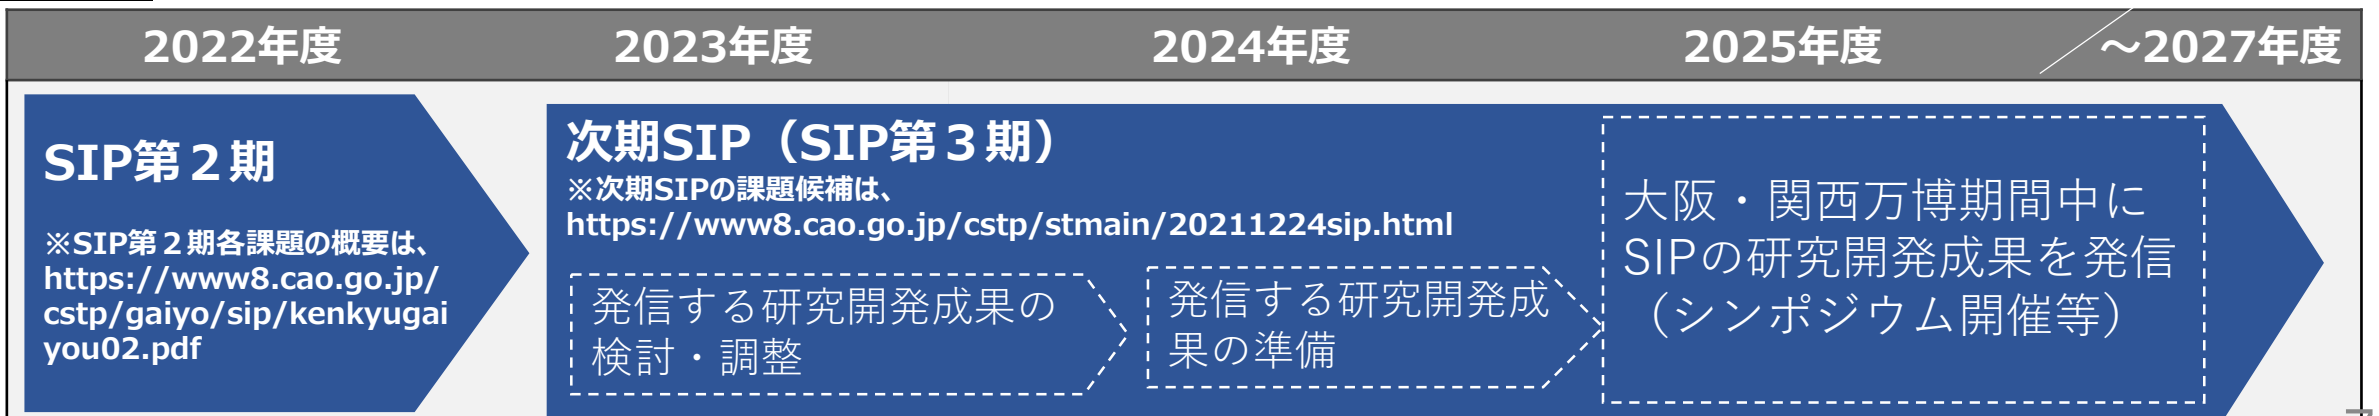 2022年度 2023年度 2024年度 2025年度 ～2027年度
SIP第２期
※SIP第２期各課題の概要は、
https://www8.cao.go.jp/
cstp/gaiyo/sip/kenkyugai
you02.pdf
次期SIP（SIP第３期）
※次期SIPの課題候補は、
https://www8.cao.go.jp/cstp/stmain/20211224sip.html
発信する研究開発成果の
検討・調整
発信する研究開発成
果の準備
大阪・関西万博期間中に
SIPの研究開発成果を発信
（シンポジウム開催等）